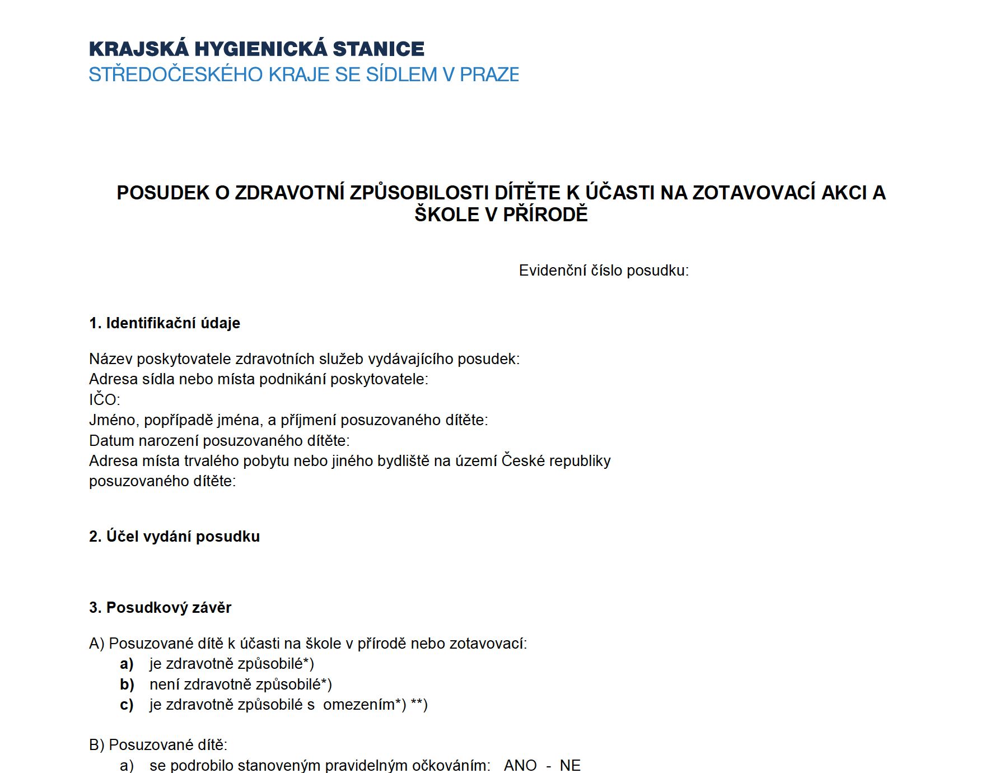 KRAJSKÁ HYGIENICKÁ STANICE
STŘEDOČESKÉHO KRAJE SE SÍDLEM V PRAZE
POSUDEK O ZDRAVOTNÍ ZPŮSOBILOSTI DÍTĚTE K ÚČASTI NA ZOTAVOVACÍ AKCI A
ŠKOLE V PŘÍRODĚ
Evidenční číslo posudku:
1. Identifikační údaje
Název poskytovatele zdravotních služeb vydávajícího posudek:
Adresa sídla nebo místa podnikání poskytovatele:
IČO:
Jméno, popřípadě jména, a příjmení posuzovaného dítěte:
Datum narození posuzovaného dítěte:
Adresa místa trvalého pobytu nebo jiného bydliště na území České republiky
posuzovaného dítěte:
2. Účel vydání posudku
3. Posudkový závěr
A) Posuzované dítě k účasti na škole v přírodě nebo zotavovací:
a) je zdravotně způsobilé*)
b) není zdravotně způsobilé*)
c) je zdravotně způsobilé s  omezením*) **)
B) Posuzované dítě:
a) se podrobilo stanoveným pravidelným očkováním:   ANO  -  NE